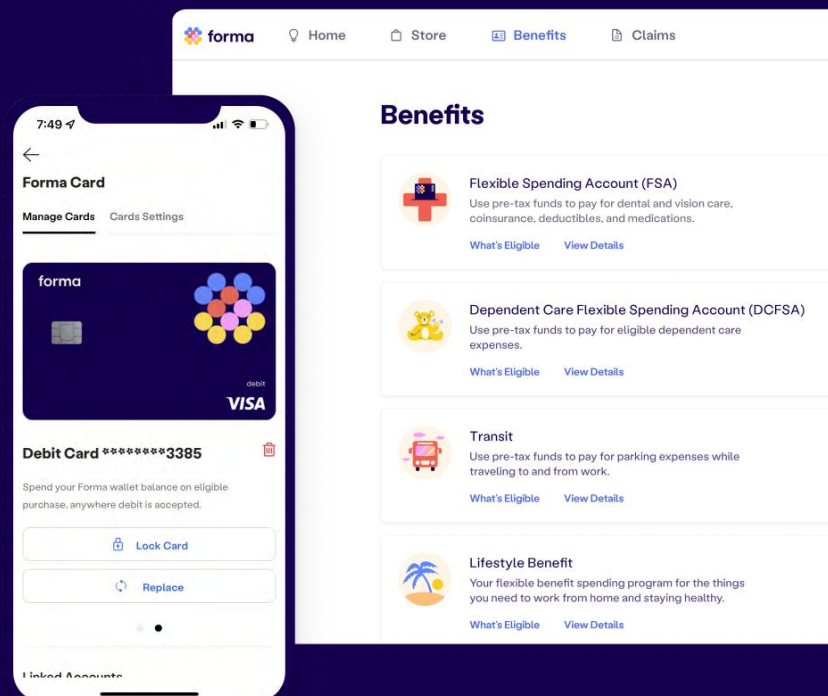 forma
Home
Store
Benefits
Claims
Benefits
Flexible Spending Account (FSA)
Use pre-tax funds to pay for dental and vision care,
coinsurance, deductibles, and medications.
What's Eligible View Details
Dependent Care Flexible Spending Account (DCFSA)
Use pre-tax funds to pay for eligible dependent care
expenses.
What's Eligible View Details
Transit
Use pre-tax funds to pay for parking expenses while
traveling to and from work.
What's Eligible View Details
Lifestyle Benefit
Your flexible benefit spending program for the things
you need to work from home and staying healthy.
What's Eligible View Details
7:49
Forma Card
Manage Cards Cards Settings
forma
debit
VISA
Debit Card ********3385
Spend your Forma wallet balance on eligible
purchase, anywhere debit is accepted.
Lock Card
Replace
Linked Accounts